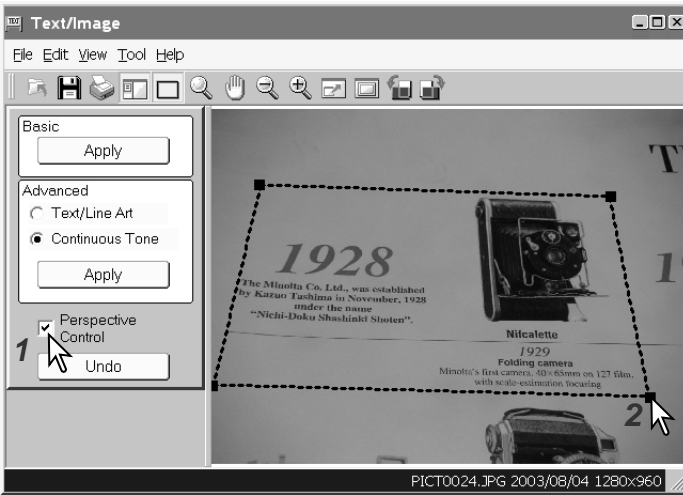 Text/Image
File Edit View Tool Help
Basic
Apply
Advanced
Text/Line Art
Continuous Tone
Apply
Perspective
Control
1
Undo
1928
The Minolta Co. Ltd., was established
by Kazuo Tashima in November, 1928
under the name
"Nichi-Doku Shashinki Shoten".
Nifcalette
1929
Folding camera
Minolta's first camera, 40×65mm on 127 film,
with scale-estimation focusing
T
1
2
PICT0024.JPG 2003/08/04 1280x960